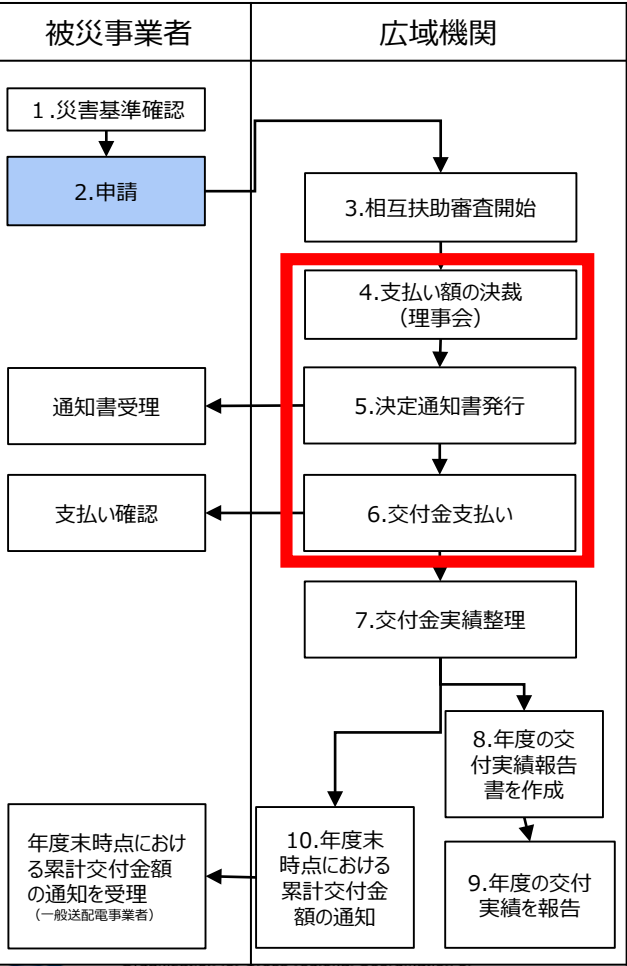 被災事業者
広域機関
１.災害基準確認
2.申請
3.相互扶助審査開始
4.支払い額の決裁
（理事会）
通知書受理
5.決定通知書発行
支払い確認
6.交付金支払い
7.交付金実績整理
8.年度の交
付実績報告
書を作成
年度末時点におけ
る累計交付金額
の通知を受理
（一般送配電事業者）
10.年度末
時点における
累計交付金
額の通知
9.年度の交付
実績を報告